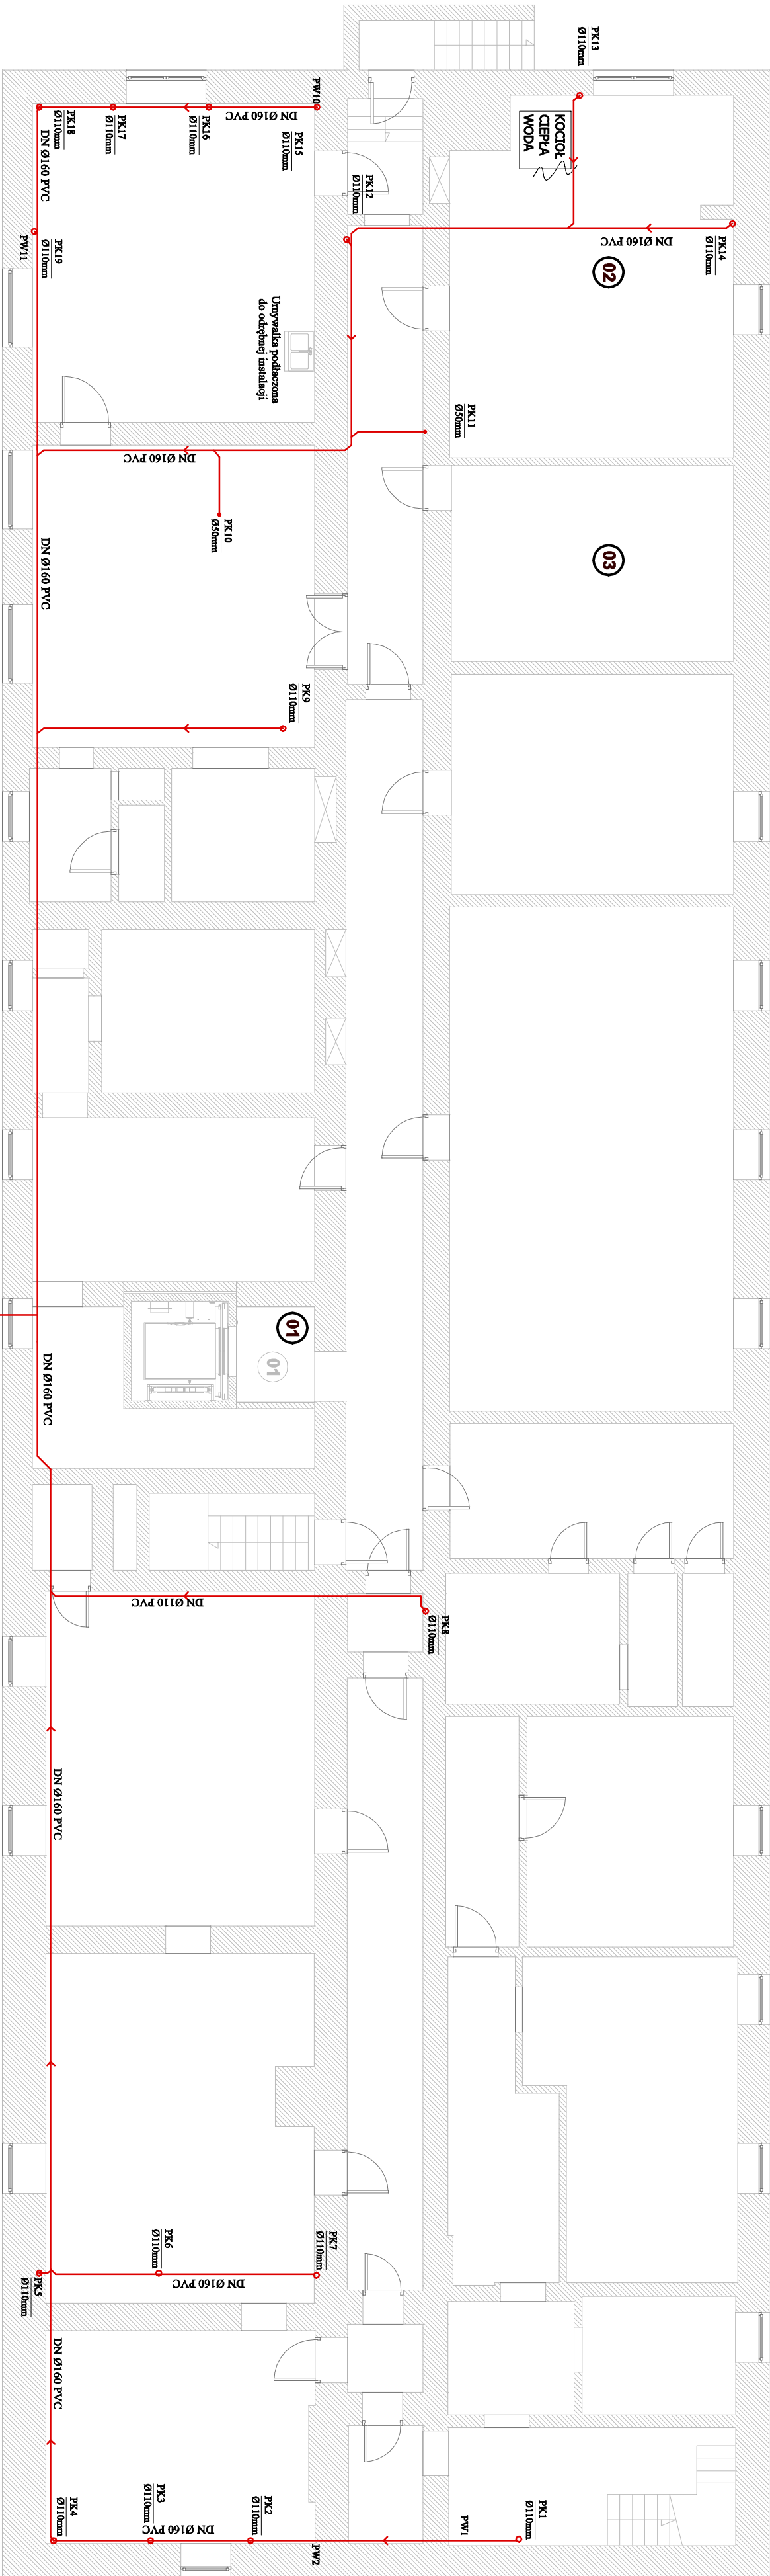 PK13
Ø110mm
KOCIOŁ
CIEPŁA
WODA
PK14
Ø110mm
DN Ø160 PVC
02
PW10
DN Ø160 PVC
PK15
Ø110mm
PK16
Ø110mm
PK17
Ø110mm
PK18
Ø110mm
DN Ø160 PVC
PK12
Ø110mm
PW11
PK19
Ø110mm
Umywalka podłaczona
do odrębnej instalacji
PK11
Ø50mm
DN Ø160 PVC
PK10
Ø50mm
03
DN Ø160 PVC
PK9
Ø110mm
01
01
DN Ø160 PVC
DN Ø110 PVC
PK8
Ø110mm
DN Ø160 PVC
PK7
Ø110mm
PK6
Ø110mm
DN Ø160 PVC
PK5
Ø110mm
DN Ø160 PVC
PK4
Ø110mm
PK3
Ø110mm
DN Ø160 PVC
PK2
Ø110mm
PW2
PW1
PK1
Ø110mm